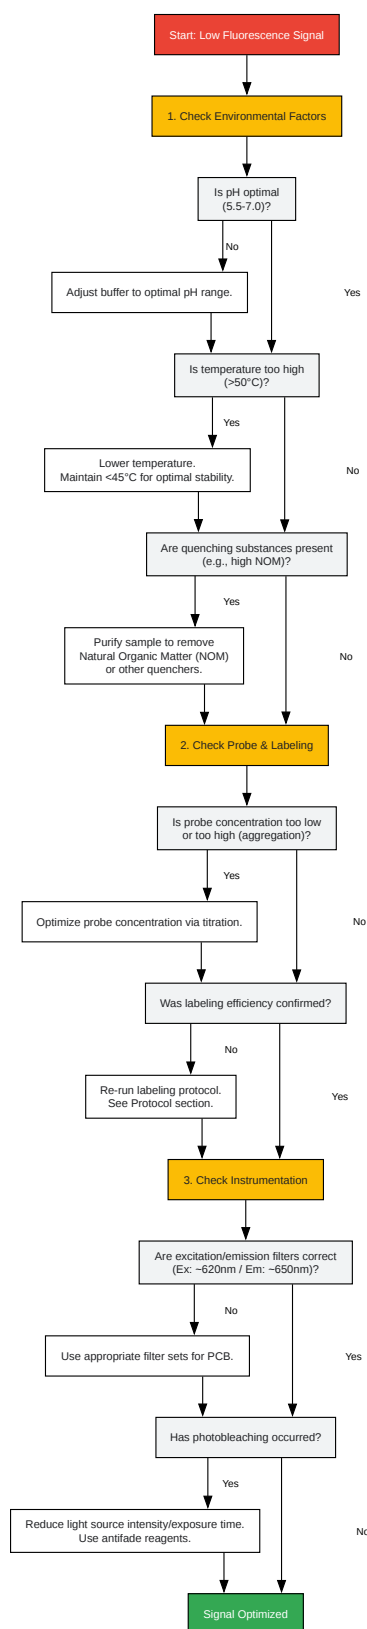 Start: Low Fluorescence Signal
1. Check Environmental Factors
Is pH optimal
(5.5-7.0)?
No
Adjust buffer to optimal pH range.
Yes
Is temperature too high
(>50°C)?
Yes
Lower temperature.
Maintain <45°C for optimal stability.
No
Are quenching substances present
(e.g., high NOM)?
Yes
Purify sample to remove
Natural Organic Matter (NOM)
or other quenchers.
No
2. Check Probe & Labeling
Is probe concentration too low
or too high (aggregation)?
Yes
Optimize probe concentration via titration.
No
Was labeling efficiency confirmed?
No
Re-run labeling protocol.
See Protocol section.
Yes
3. Check Instrumentation
Are excitation/emission filters correct
(Ex: ~620nm / Em: ~650nm)?
No
Use appropriate filter sets for PCB.
Yes
Has photobleaching occurred?
Yes
Reduce light source intensity/exposure time.
Use antifade reagents.
No
Signal Optimized